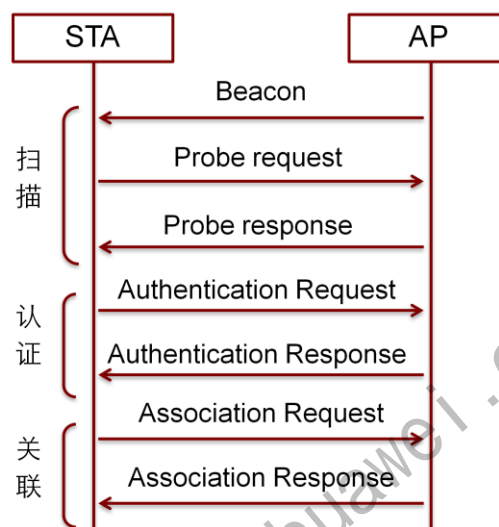 STA
AP
Beacon
扫描
Probe request
Probe response
认证
Authentication Request
Authentication Response
关联
Association Request
Association Response
huawei.